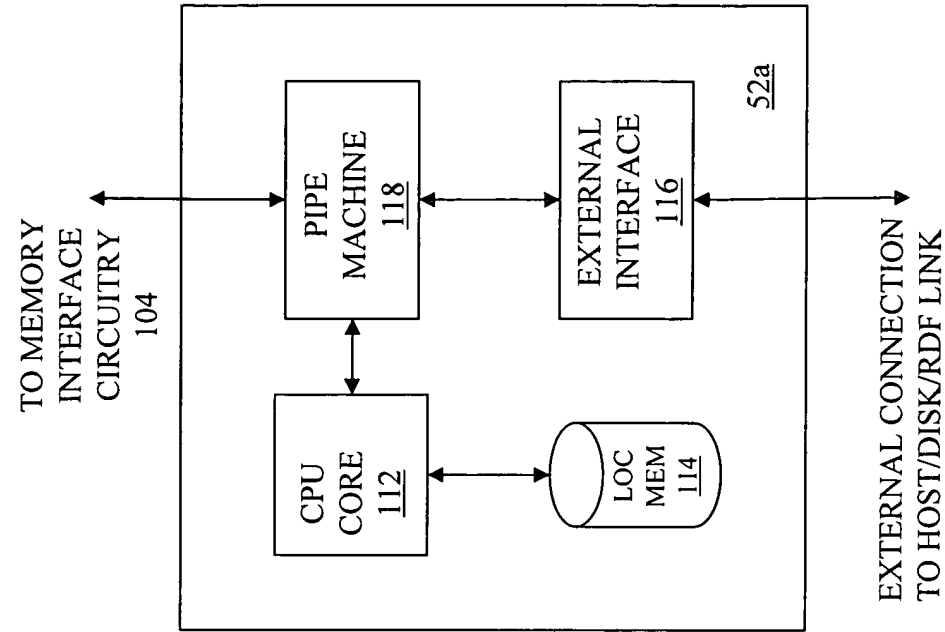 TO MEMORY
INTERFACE
CIRCUITRY
104
PIPE
MACHINE
118
CPU
CORE
112
EXTERNAL
INTERFACE
116
LOC
MEM
114
52a
EXTERNAL CONNECTION
TO HOST/DISK/RDF LINK